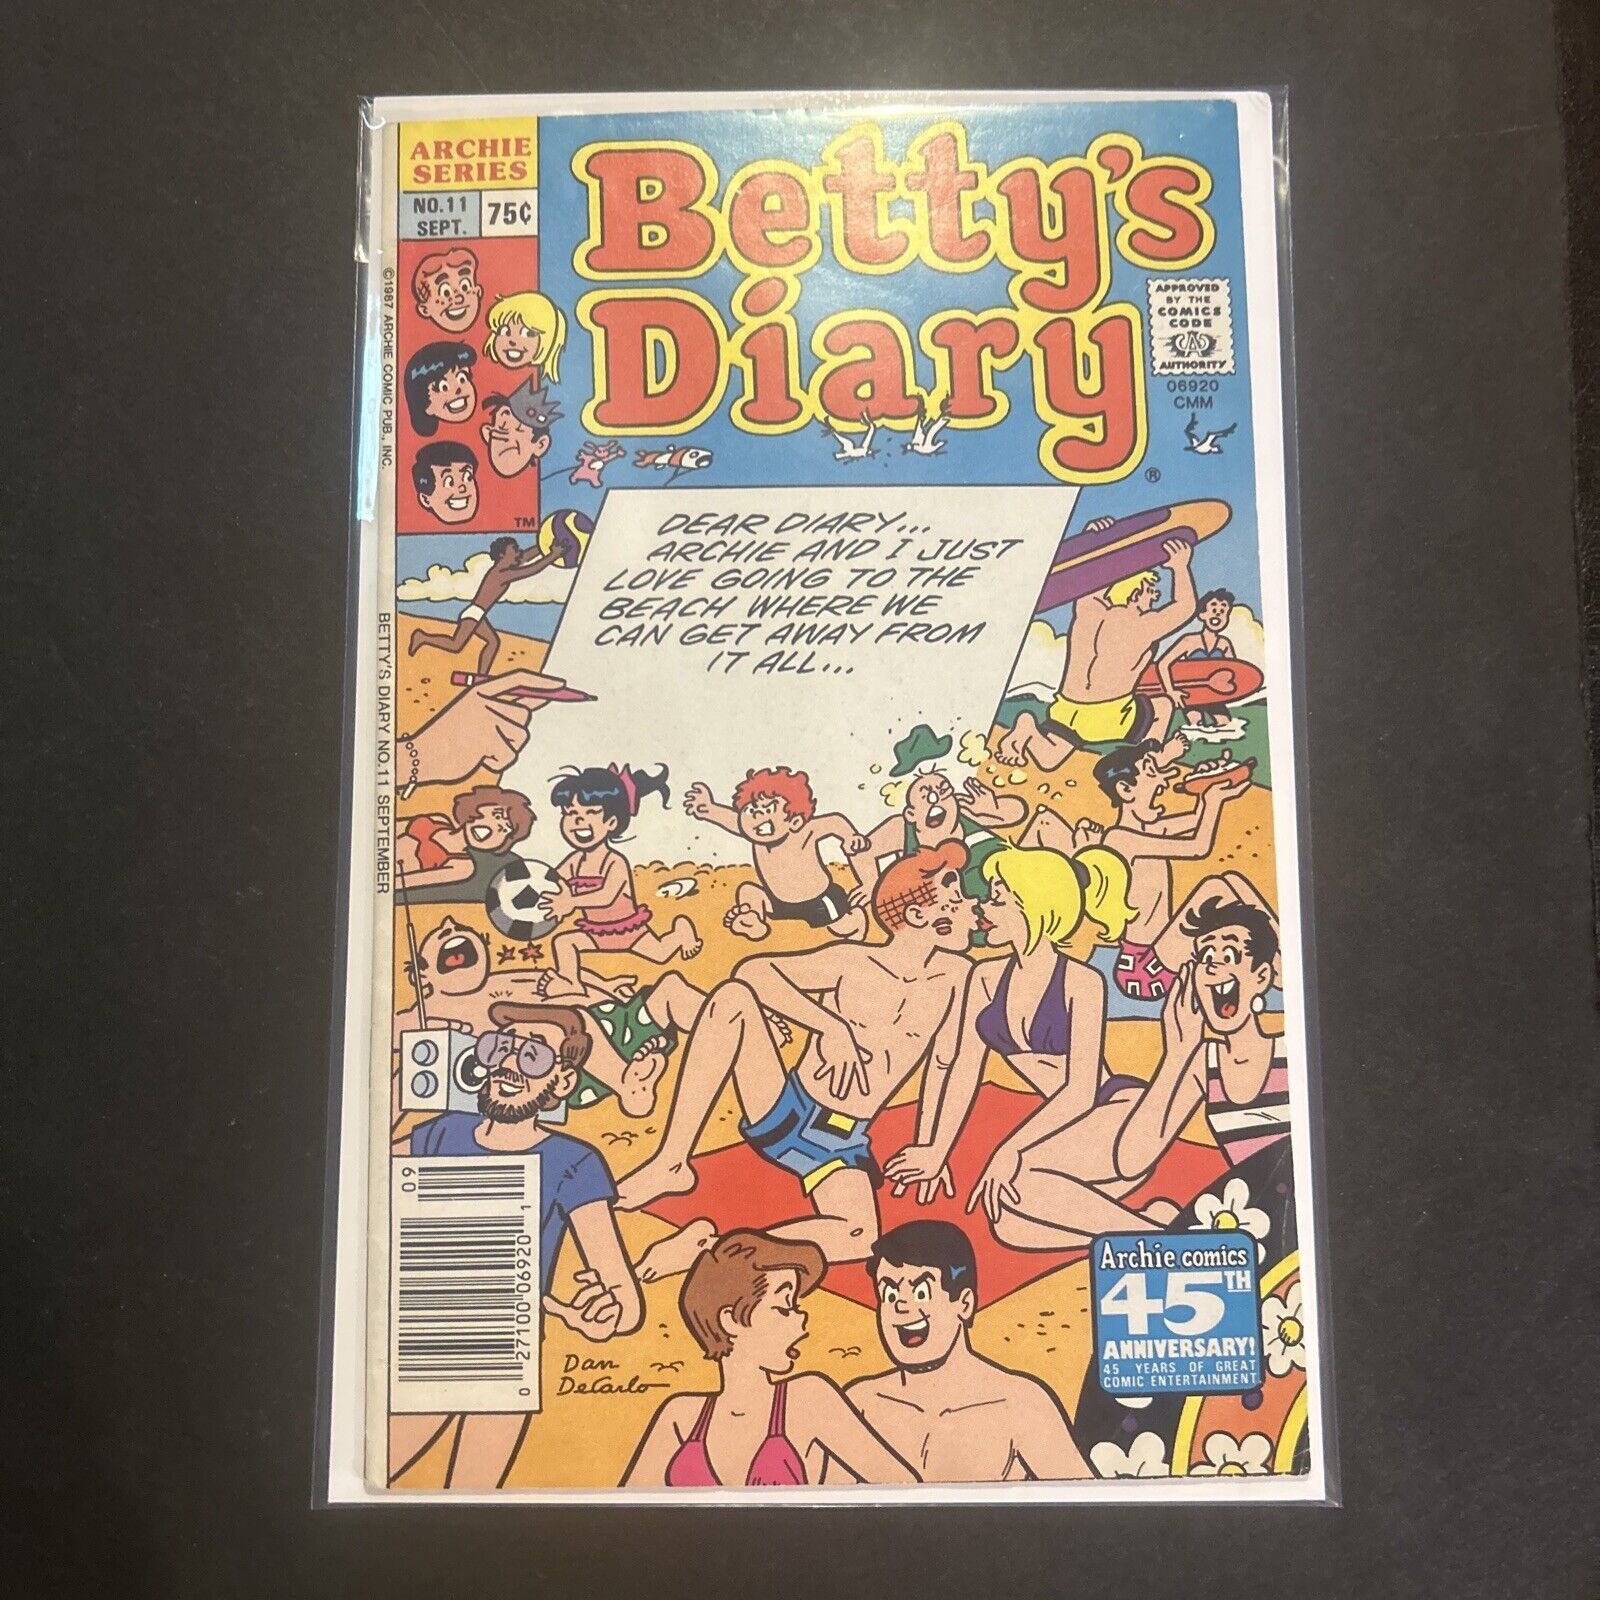 ARCHIE
SERIES
NO.11
SEPT.
75¢
Betty's
Diary
®
APPROVED
BY THE
COMICS
CODE
CA
AUTHORITY
06920
CMM
TM
©1987 ARCHIE COMIC PUB., INC.
BETTY'S DIARY NO.11 SEPTEMBER
DEAR DIARY...
ARCHIE AND I JUST
LOVE GOING TO THE
BEACH WHERE WE
CAN GET AWAY FROM
IT ALL...
09
0 27100 06920 1
Dan
DeCarlo
Archie comics
45TH
ANNIVERSARY!
45 YEARS OF GREAT
COMIC ENTERTAINMENT